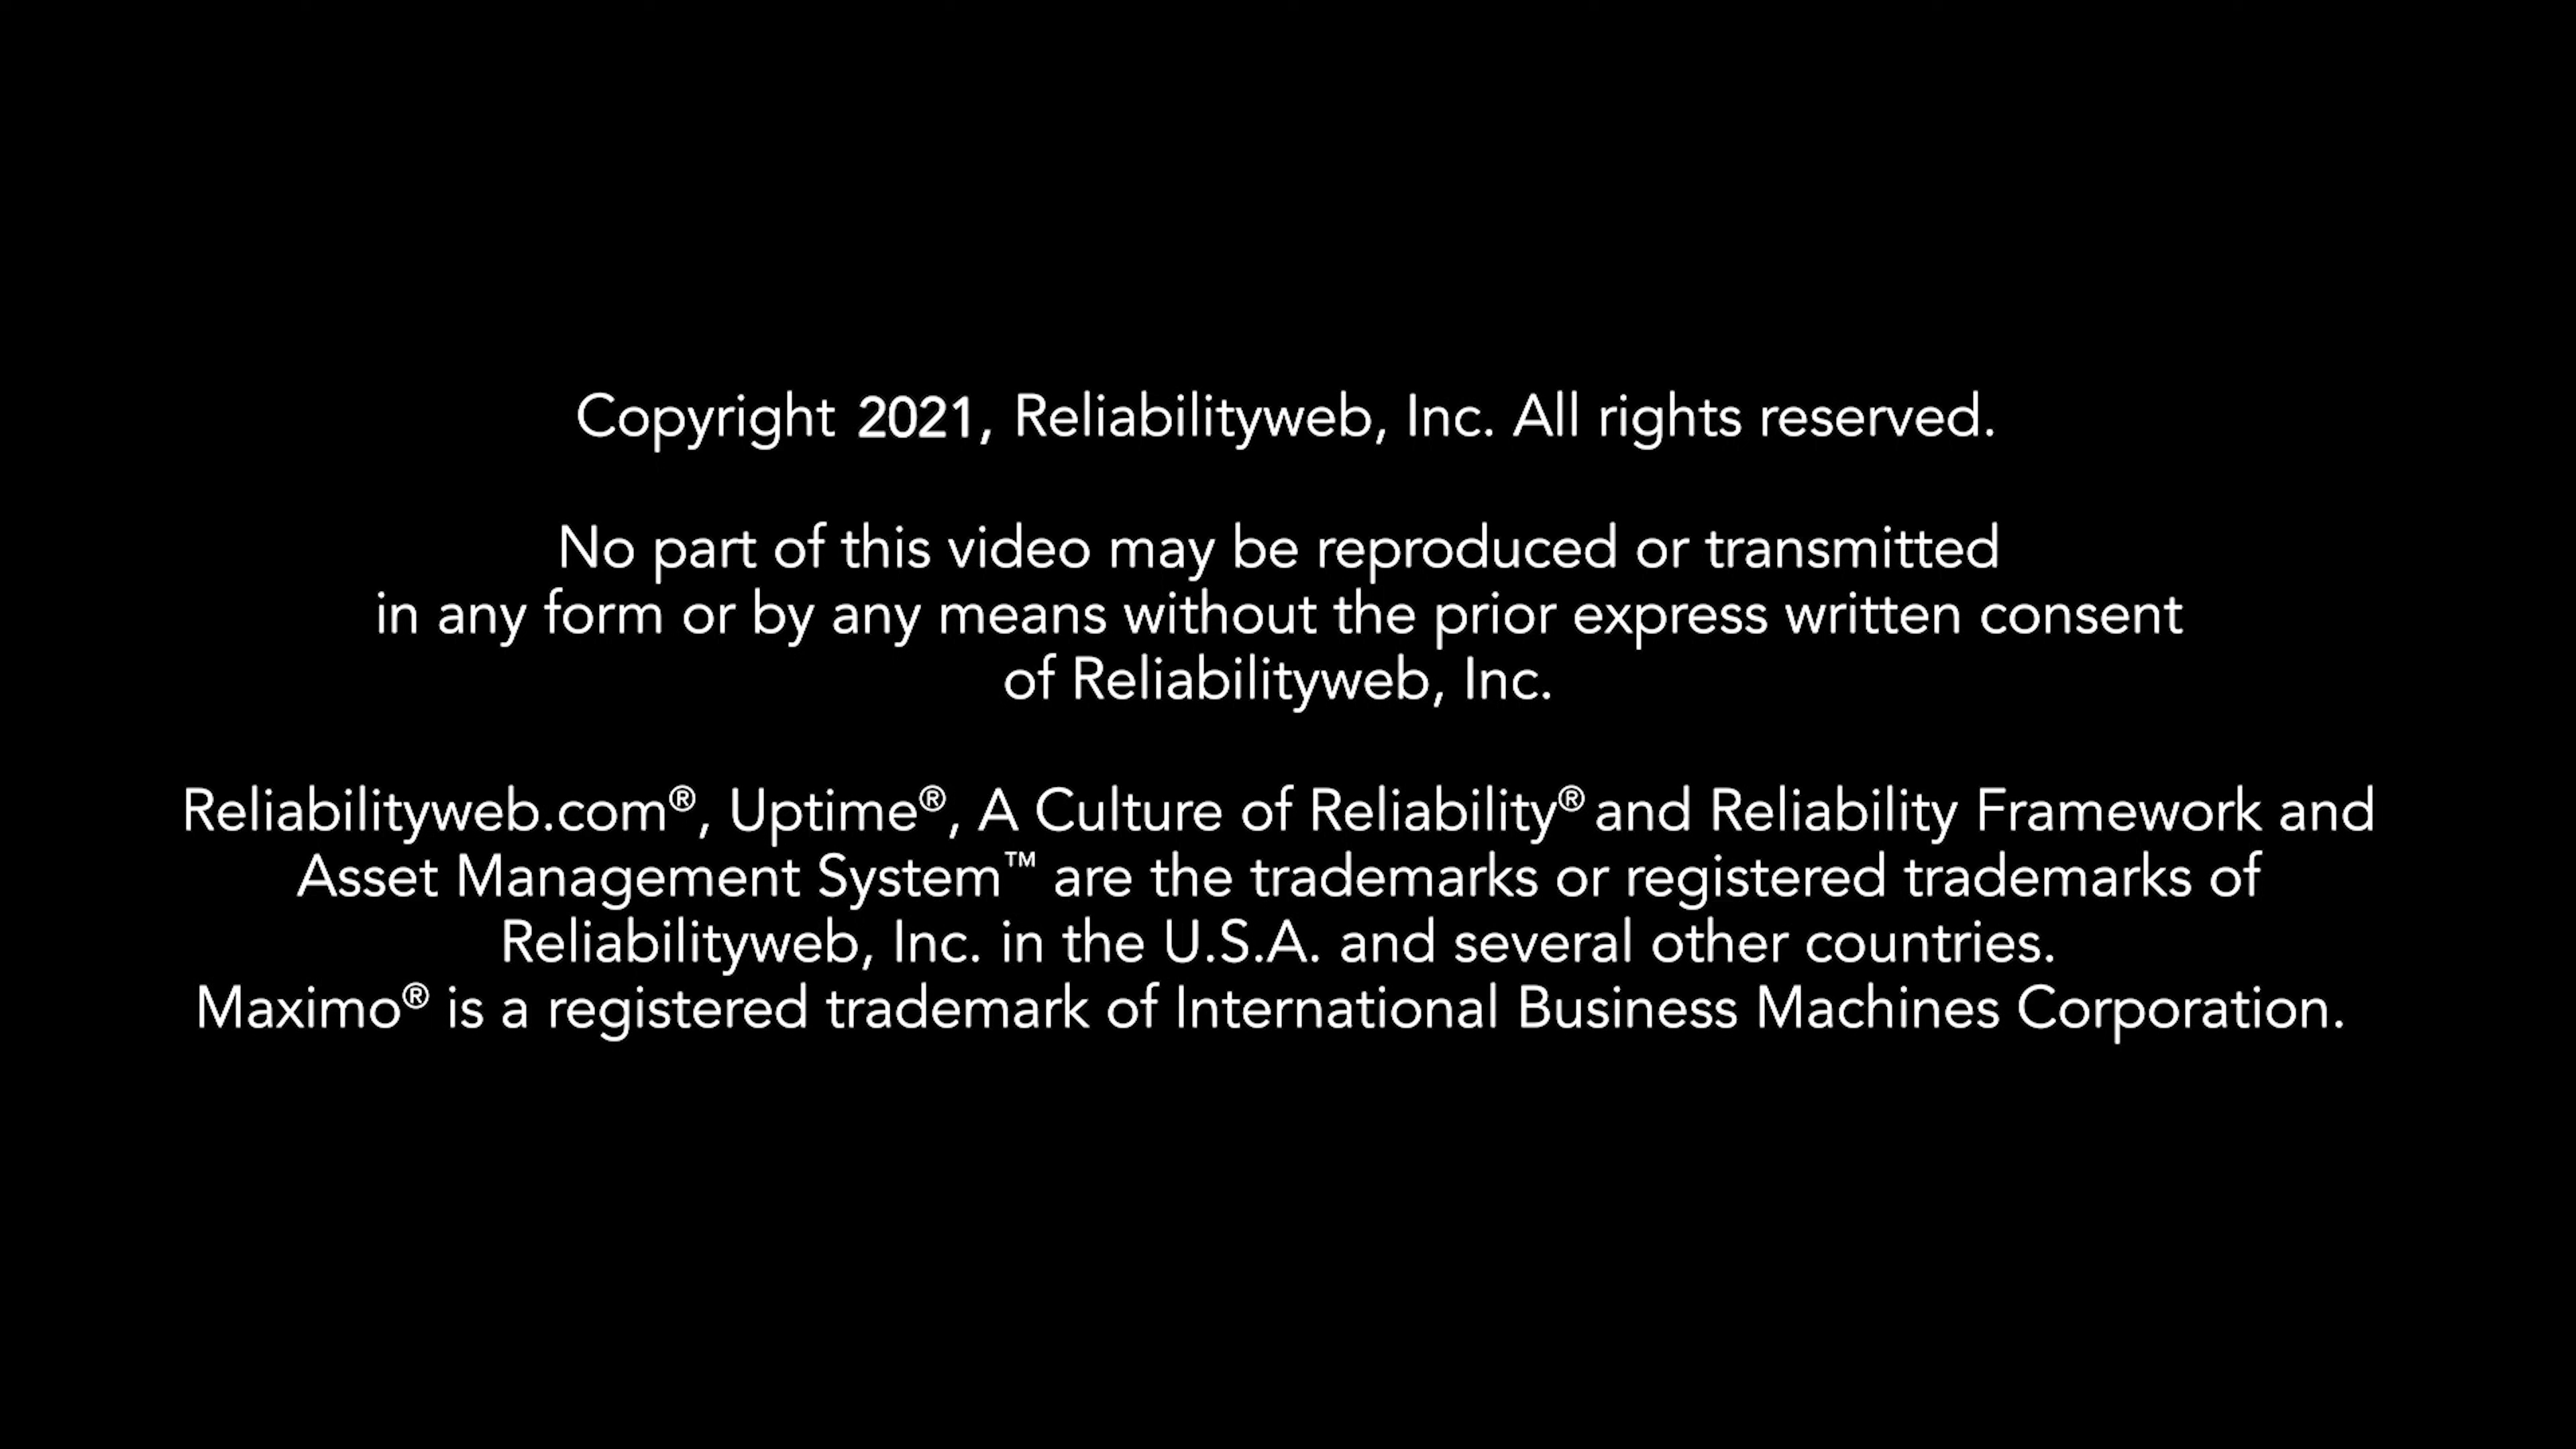 Copyright 2021, Reliabilityweb, Inc. All rights reserved.
No part of this video may be reproduced or transmitted
in any form or by any means without the prior express written consent
of Reliabilityweb, Inc.
Reliabilityweb.com®, Uptime®, A Culture of Reliability® and Reliability Framework and
Asset Management System™ are the trademarks or registered trademarks of
Reliabilityweb, Inc. in the U.S.A. and several other countries.
Maximo® is a registered trademark of International Business Machines Corporation.